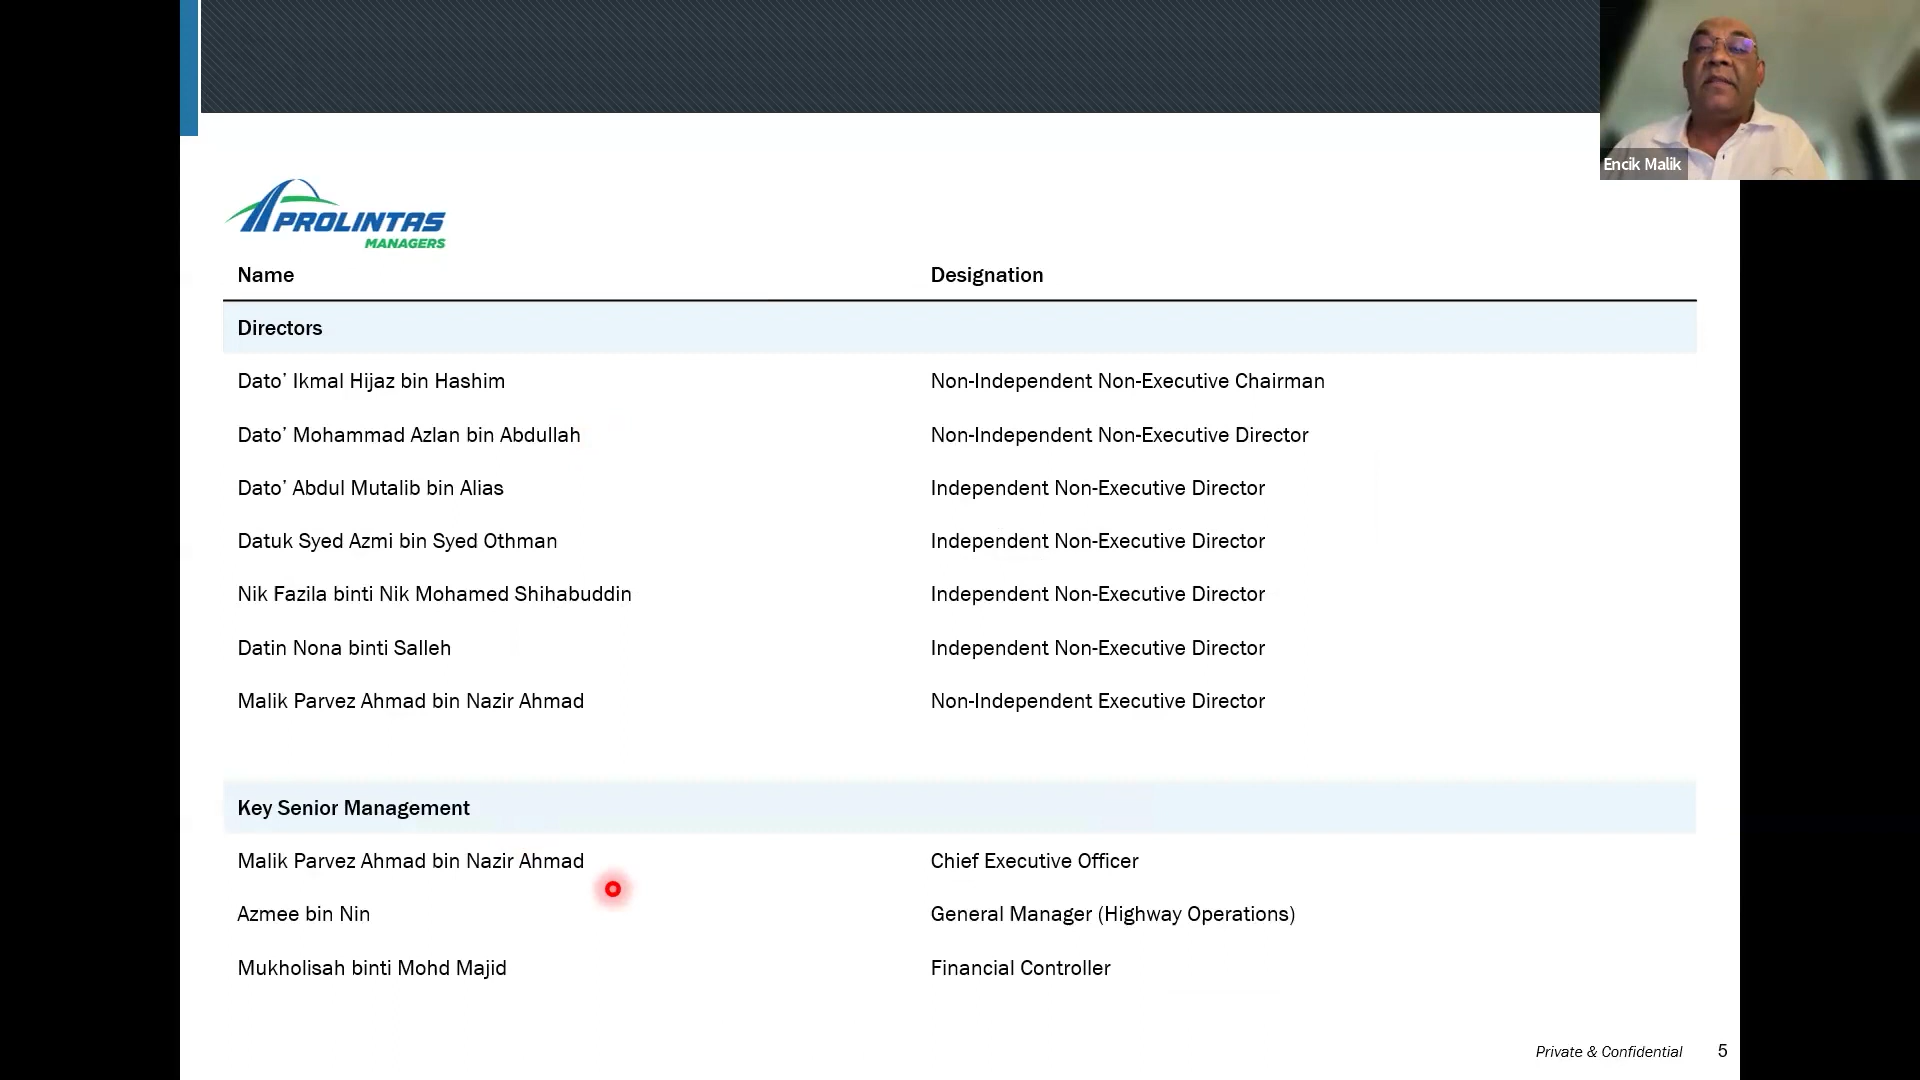 Encik Malik
PROLINTAS
MANAGERS
Name Designation
Directors
Dato’ Ikmal Hijaz bin Hashim Non-Independent Non-Executive Chairman
Dato’ Mohammad Azlan bin Abdullah Non-Independent Non-Executive Director
Dato’ Abdul Mutalib bin Alias Independent Non-Executive Director
Datuk Syed Azmi bin Syed Othman Independent Non-Executive Director
Nik Fazila binti Nik Mohamed Shihabuddin Independent Non-Executive Director
Datin Nona binti Salleh Independent Non-Executive Director
Malik Parvez Ahmad bin Nazir Ahmad Non-Independent Executive Director
Key Senior Management
Malik Parvez Ahmad bin Nazir Ahmad Chief Executive Officer
Azmee bin Nin General Manager (Highway Operations)
Mukholisah binti Mohd Majid Financial Controller
Private & Confidential 5